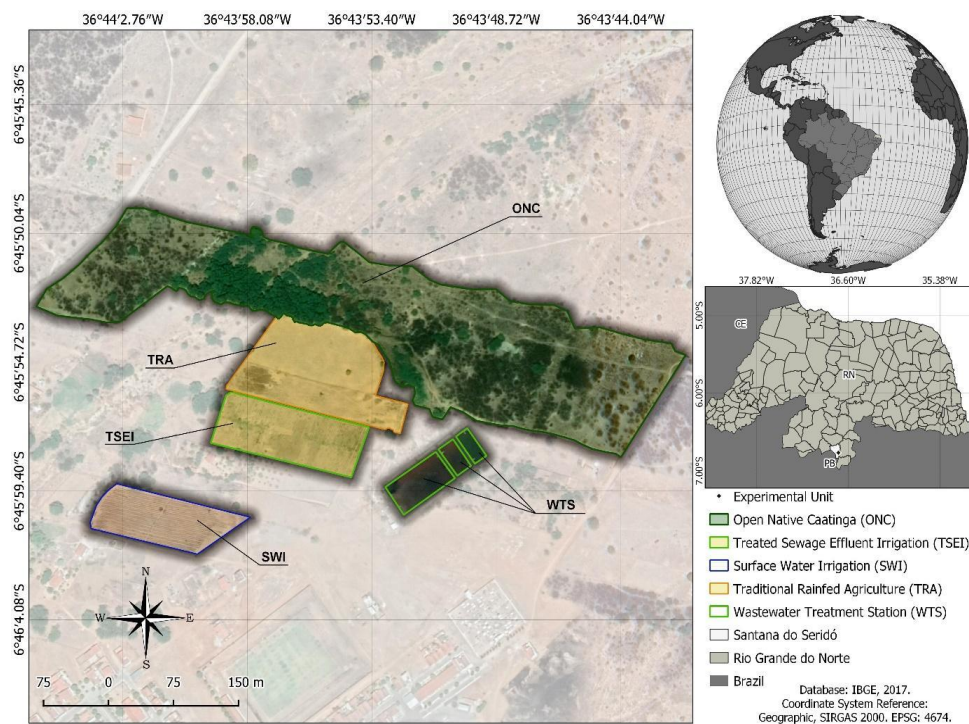 36°44'2.76"W 36°43'58.08"W 36°43'53.40"W 36°43'48.72"W 36°43'44.04"W
6°45'45.36"S
6°45'50.04"S
6°45'54.72"S
6°45'59.40"S
6°46'4.08"S
ONC
TRA
TSEI
WTS
SWI
N
W E
S
75 0 75 150 m
37.82°W 36.60°W 35.38°W
5.00°S
6.00°S
7.00°S
CE
RN
PB
Experimental Unit
Open Native Caatinga (ONC)
Treated Sewage Effluent Irrigation (TSEI)
Surface Water Irrigation (SWI)
Traditional Rainfed Agriculture (TRA)
Wastewater Treatment Station (WTS)
Santana do Seridó
Rio Grande do Norte
Brazil
Database: IBGE, 2017.
Coordinate System Reference:
Geographic, SIRGAS 2000. EPSG: 4674.